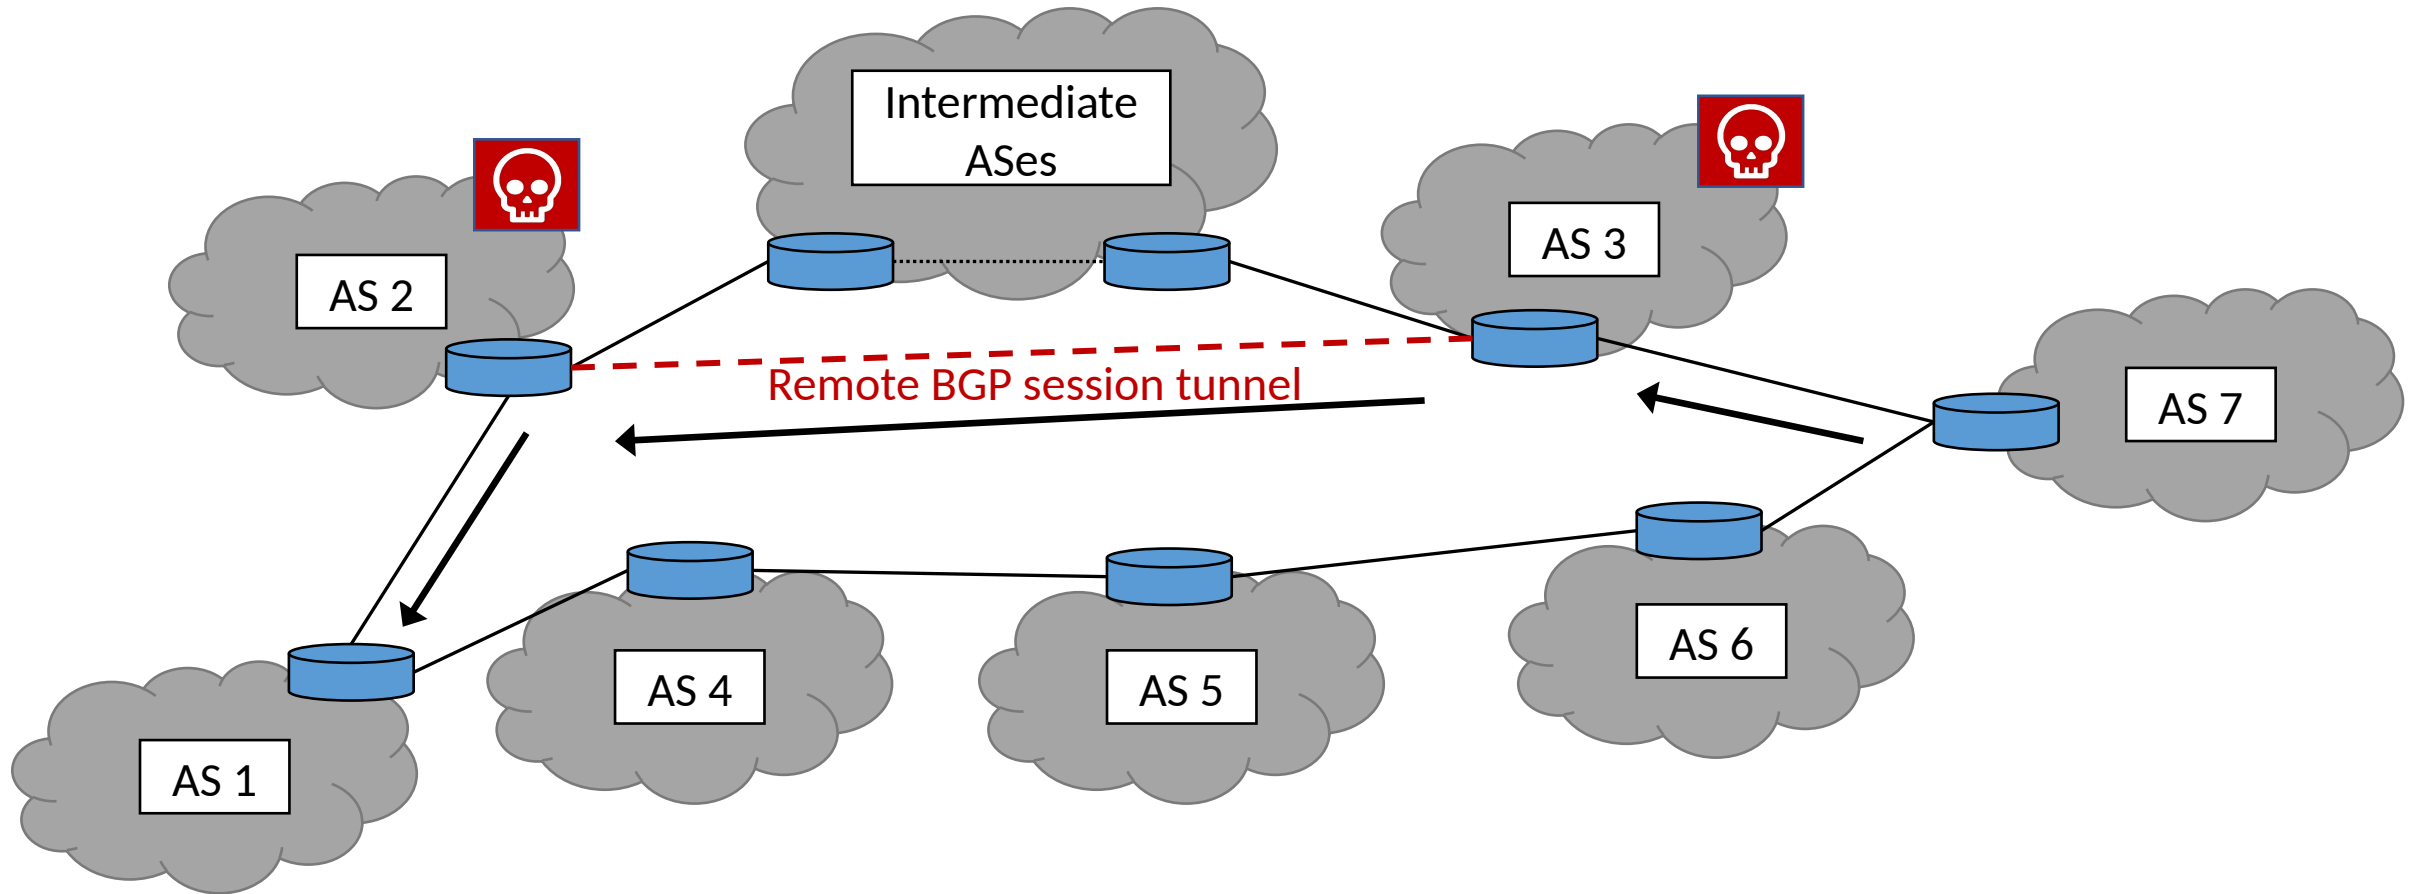 Intermediate
ASes
AS 3
AS 2
Remote BGP session tunnel
AS 7
AS 6
AS 4
AS 5
AS 1